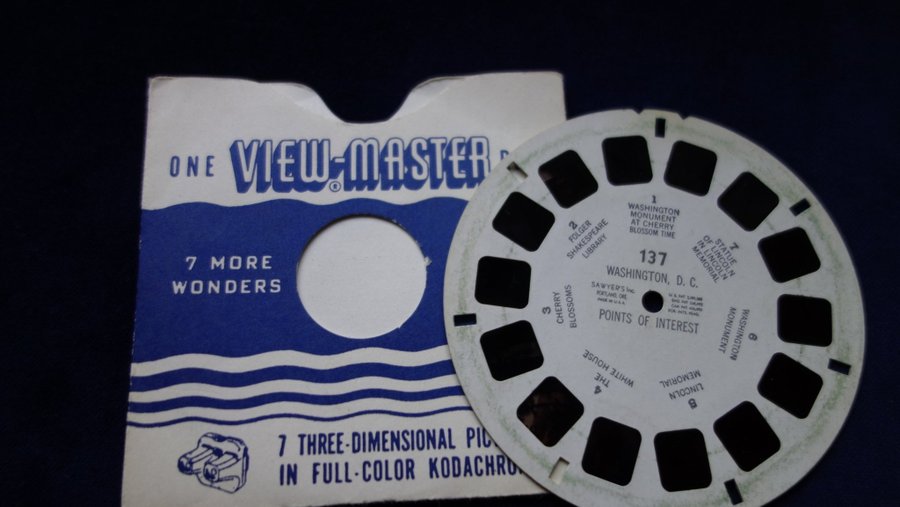 ONE VIEW-MASTER
®
7 MORE
WONDERS
7 THREE-DIMENSIONAL PIC
IN FULL-COLOR KODACHRO
1
WASHINGTON
MONUMENT
AT CHERRY
BLOSSOM TIME
2
FOLGER
SHAKESPEARE
LIBRARY
3
CHERRY
BLOSSOMS
4
THE
WHITE HOUSE
5
LINCOLN
MEMORIAL
6
WASHINGTON
MONUMENT
7
STATUE
OF LINCOLN
IN LINCOLN
MEMORIAL
137
WASHINGTON, D. C.
SAWYER'S INC.
PORTLAND, ORE.
MADE IN U.S.A.
POINTS OF INTEREST